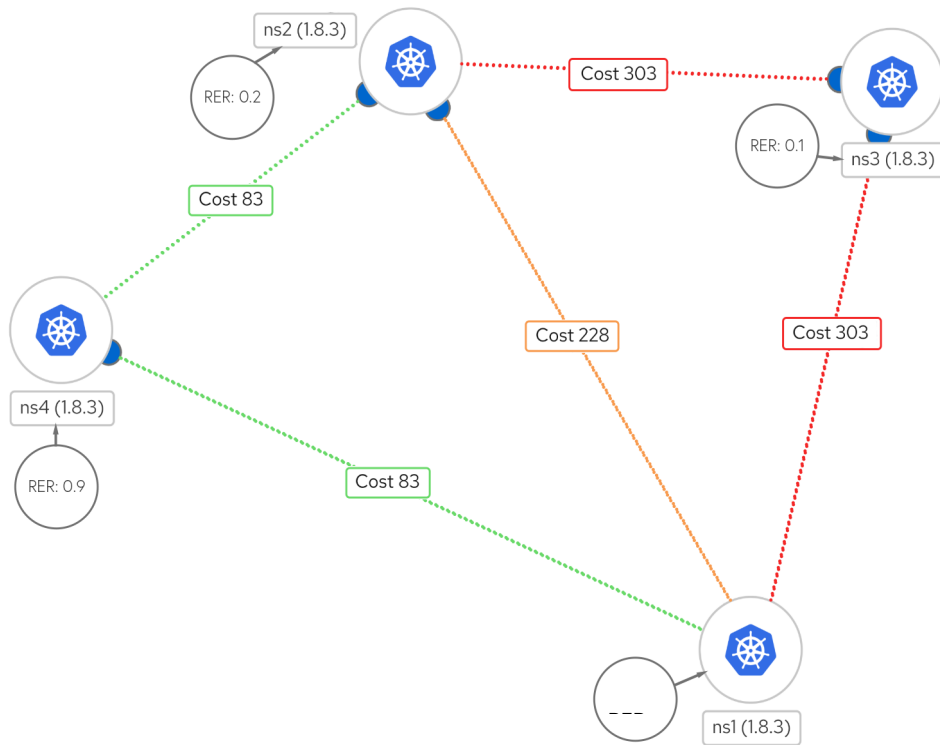 ns2 (1.8.3)
RER: 0.2
Cost 303
RER: 0.1
ns3 (1.8.3)
Cost 83
Cost 228
Cost 303
ns4 (1.8.3)
RER: 0.9
Cost 83
___
ns1 (1.8.3)